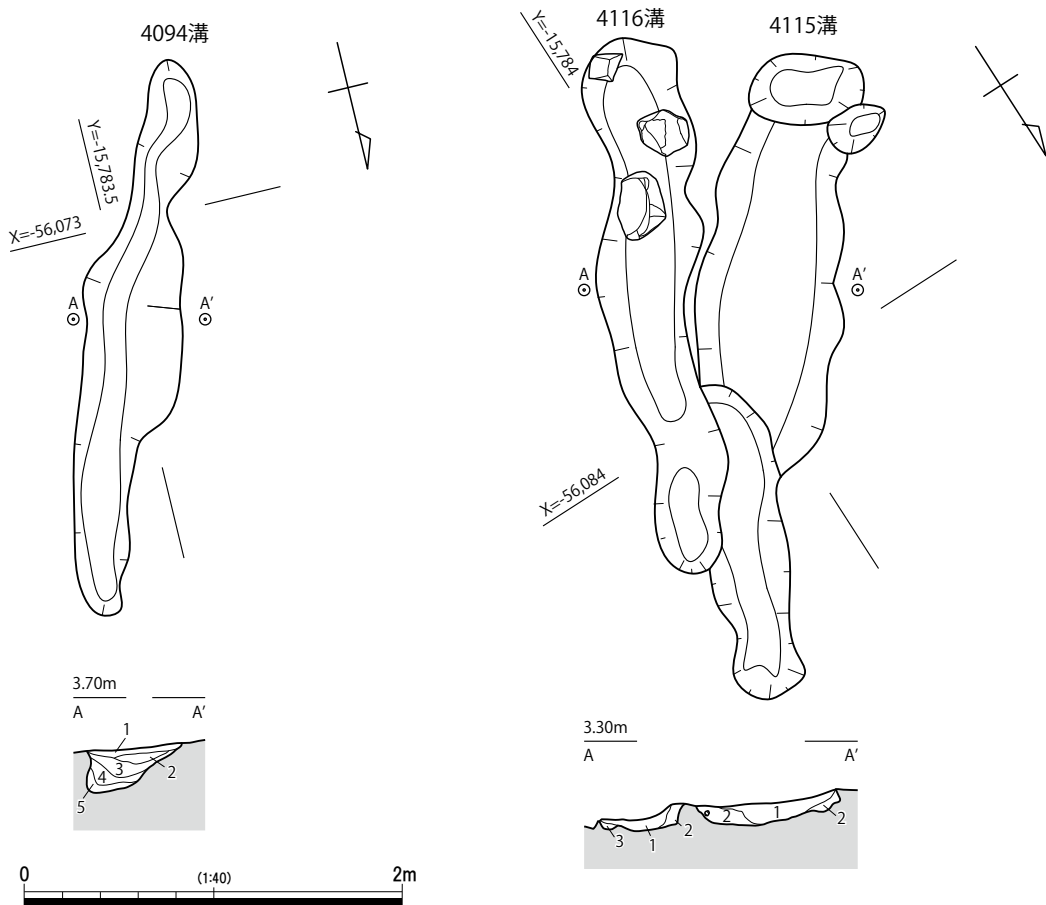 4094溝
Y=-15,783.5
X=-56,073
A
A'
3.70m
A
A'
1
3
2
4
5
4116溝
4115溝
Y=-15,784
A
A'
X=-56,084
3.30m
A
A'
2
1
2
2
3
1
0
(1:40)
2m